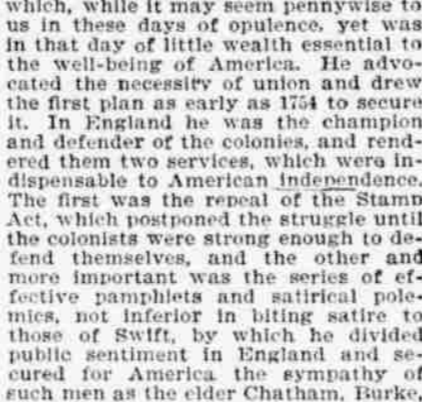 which, while it may seem pennywise to
us in these days of opulence, yet was
in that day of little wealth essential to
the well-being of America. He advo-
cated the necessity of union and drew
the first plan as early as 1754 to secure
it. In England he was the champion
and defender of the colonies, and rend-
ered them two services, which were in-
dispensable to American independence.
The first was the repeal of the Stamp
Act, which postponed the struggle until
the colonists were strong enough to de-
fend themselves, and the other and
more important was the series of ef-
fective pamphlets and satirical pole-
mics, not inferior in biting satire to
those of Swift, by which he divided
public sentiment in England and se-
cured for America the sympathy of
such men as the elder Chatham, Burke,